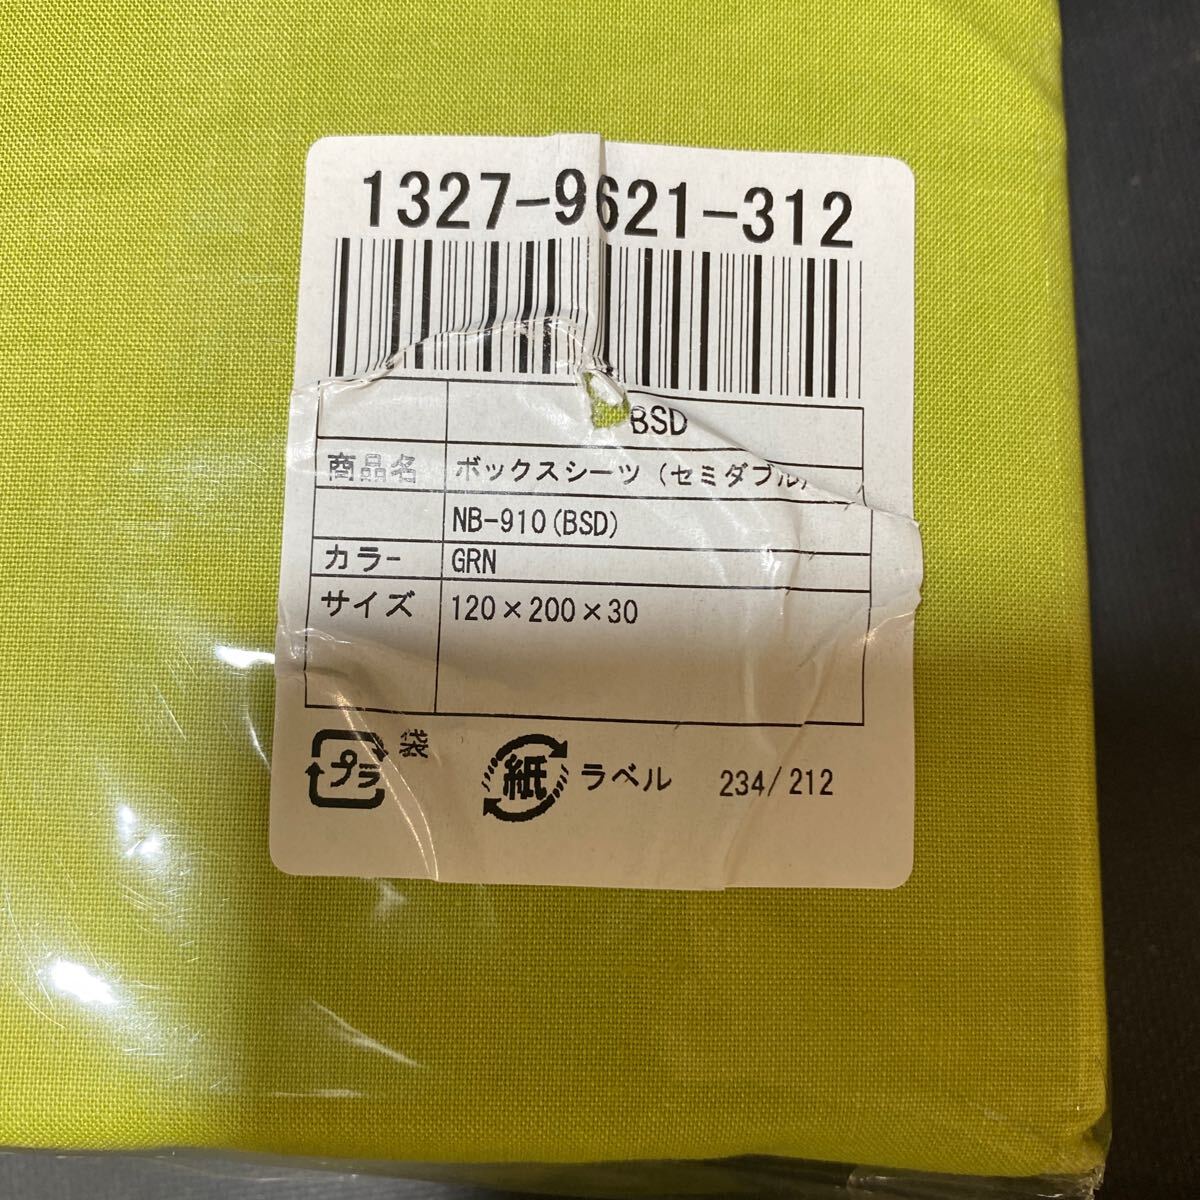 1327-9621-312
BSD
商品名 ボックスシーツ (セミダブル)
NB-910(BSD)
カラー GRN
サイズ 120×200×30
プラ 袋 紙 ラベル 234/212